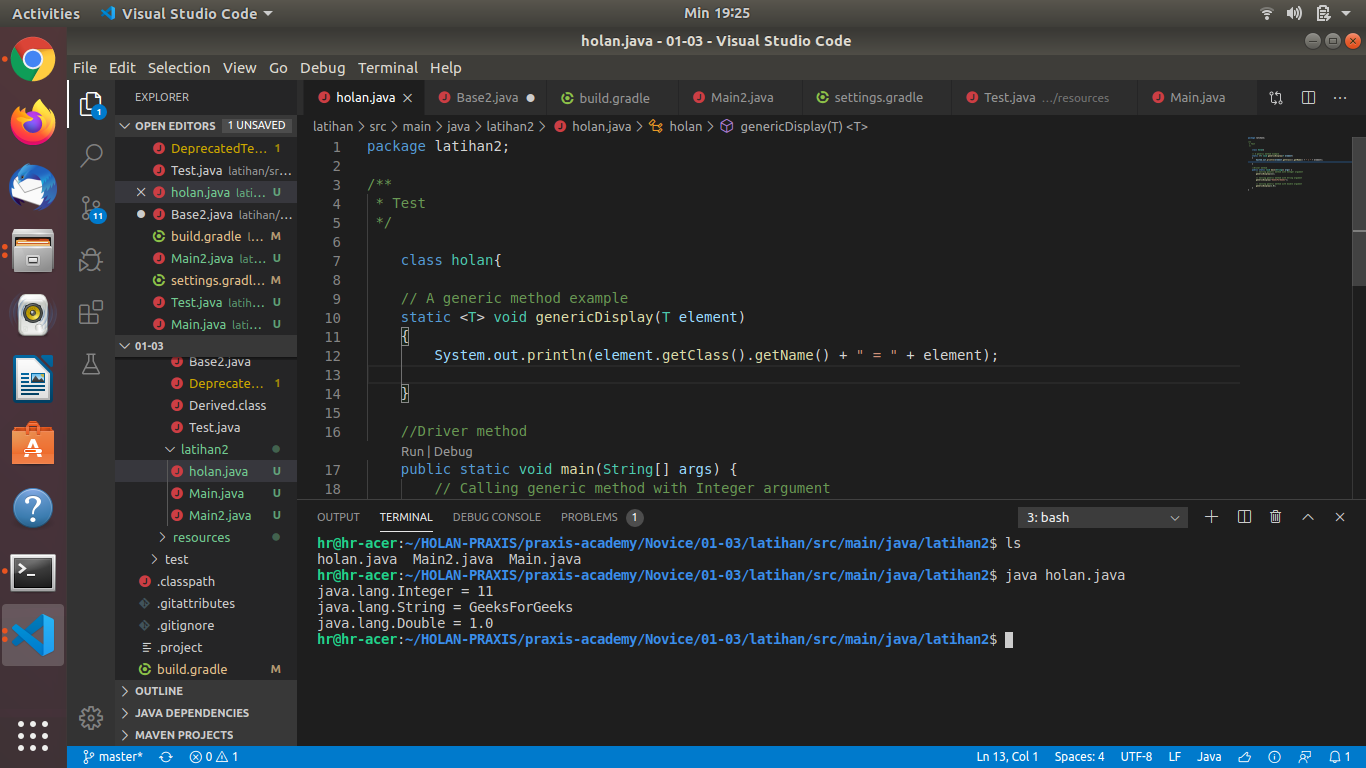 Activities
Visual Studio Code
Min 19:25
holan.java - 01-03 - Visual Studio Code
File Edit Selection View Go Debug Terminal Help
1
11
EXPLORER
OPEN EDITORS 1 UNSAVED
DeprecatedTe... 1
Test.java latihan/sr...
holan.java lati... U
Base2.java latihan/...
build.gradle l... M
Main2.java lat... U
settings.gradl... M
Test.java latih... U
Main.java lati... U
01-03
Base2.java
Deprecate... 1
Derived.class
Test.java
latihan2
holan.java U
Main.java U
Main2.java U
resources
test
.classpath
.gitattributes
.gitignore
.project
build.gradle M
OUTLINE
JAVA DEPENDENCIES
MAVEN PROJECTS
holan.java
Base2.java
build.gradle
Main2.java
settings.gradle
Test.java .../resources
Main.java
latihan > src > main > java > latihan2 > holan.java > holan > genericDisplay(T) <T>
1 package latihan2;
2
3 /**
4 * Test
5 */
6
7 class holan{
8
9 // A generic method example
10 static <T> void genericDisplay(T element)
11 {
12 System.out.println(element.getClass().getName() + " = " + element);
13
14 }
15
16 //Driver method
Run | Debug
17 public static void main(String[] args) {
18 // Calling generic method with Integer argument
OUTPUT TERMINAL DEBUG CONSOLE PROBLEMS 1
3: bash
hr@hr-acer:~/HOLAN-PRAXIS/praxis-academy/Novice/01-03/latihan/src/main/java/latihan2$ ls
holan.java Main2.java Main.java
hr@hr-acer:~/HOLAN-PRAXIS/praxis-academy/Novice/01-03/latihan/src/main/java/latihan2$ java holan.java
java.lang.Integer = 11
java.lang.String = GeeksForGeeks
java.lang.Double = 1.0
hr@hr-acer:~/HOLAN-PRAXIS/praxis-academy/Novice/01-03/latihan/src/main/java/latihan2$
master* 0 1
Ln 13, Col 1 Spaces: 4 UTF-8 LF Java 1